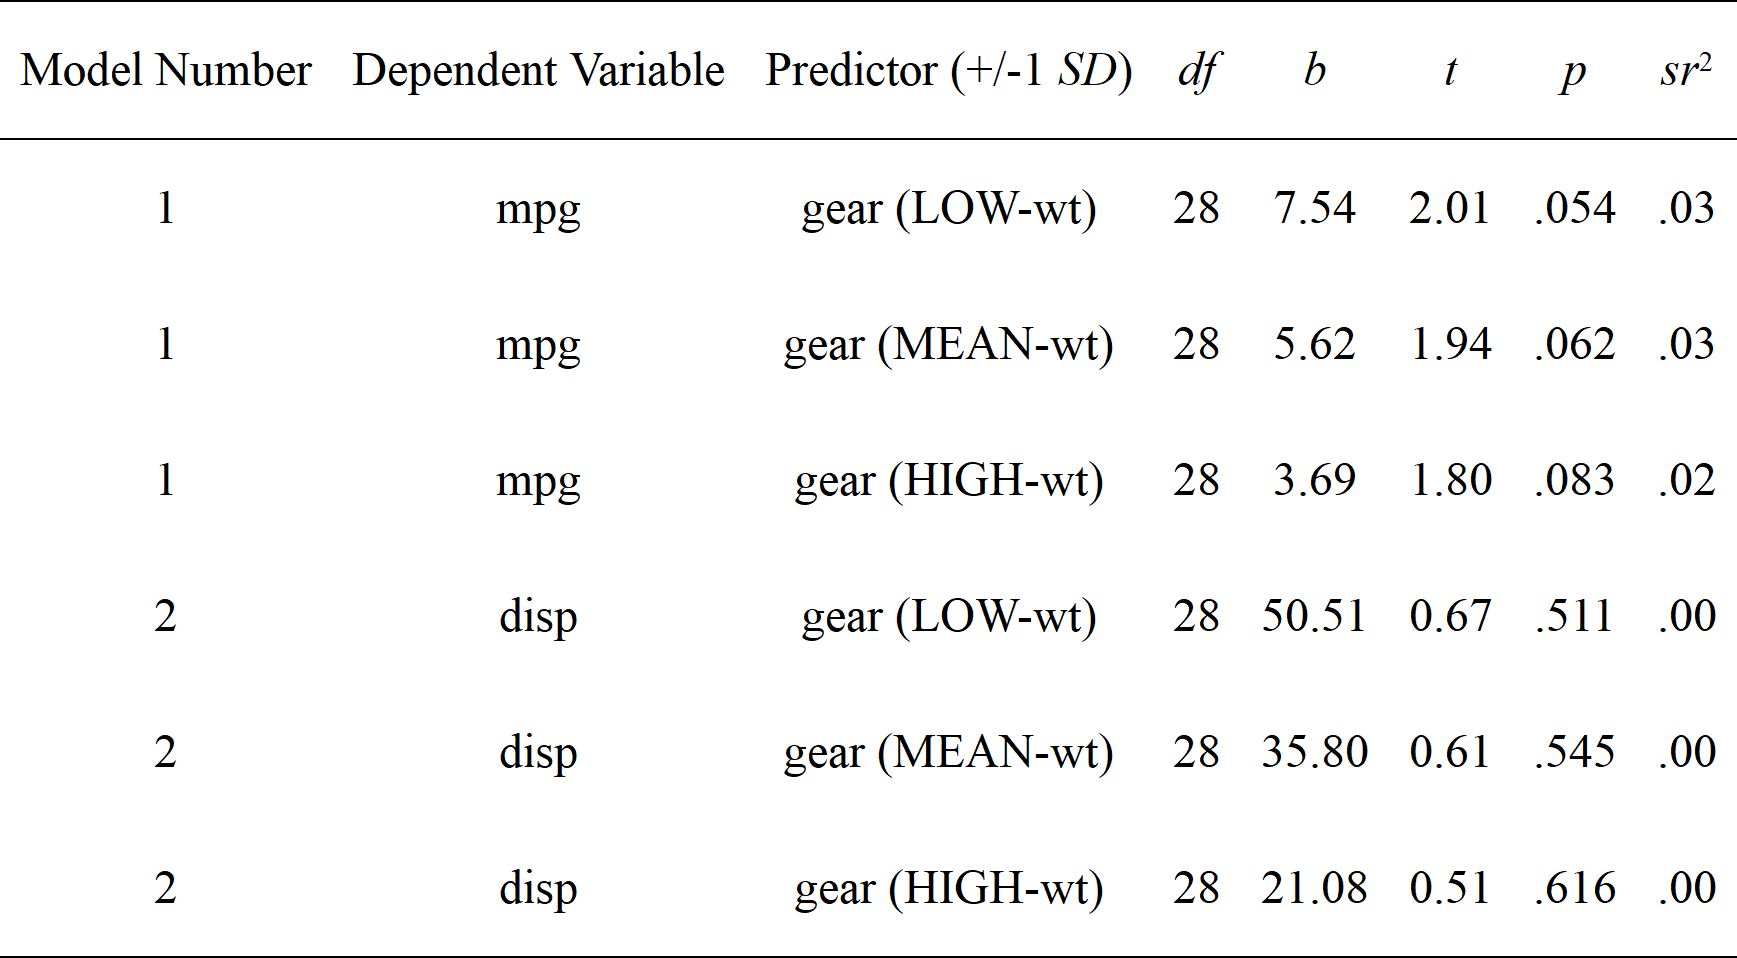 Model Number Dependent Variable Predictor (+/-1 SD) df b t p sr²
1 mpg gear (LOW-wt) 28 7.54 2.01 .054 .03
1 mpg gear (MEAN-wt) 28 5.62 1.94 .062 .03
1 mpg gear (HIGH-wt) 28 3.69 1.80 .083 .02
2 disp gear (LOW-wt) 28 50.51 0.67 .511 .00
2 disp gear (MEAN-wt) 28 35.80 0.61 .545 .00
2 disp gear (HIGH-wt) 28 21.08 0.51 .616 .00